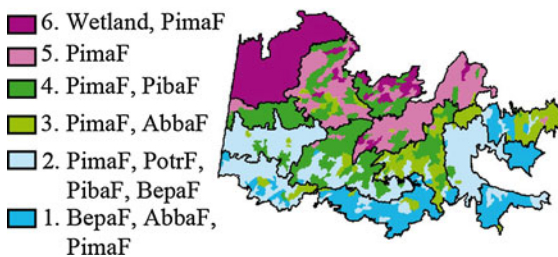 6. Wetland, PimaF
5. PimaF
4. PimaF, PibaF
3. PimaF, AbbaF
2. PimaF, PotrF,
PibaF, BepaF
1. BepaF, AbbaF,
PimaF